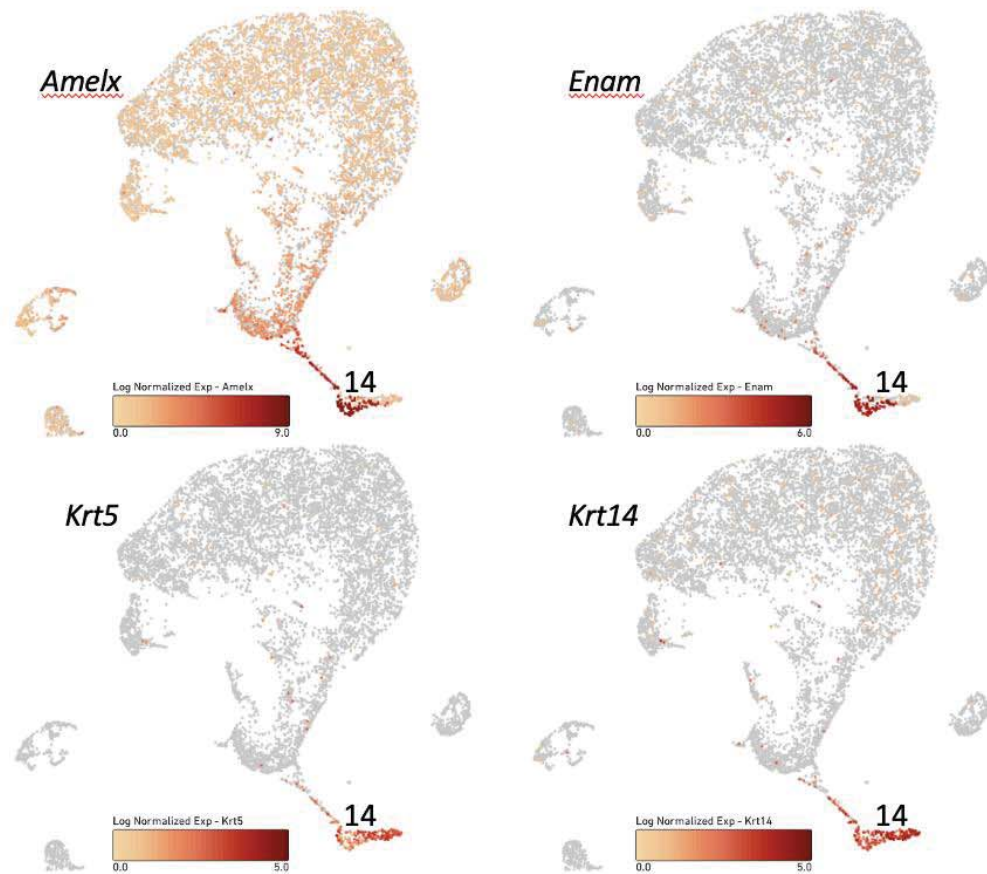 Amelx
Enam
14
Log Normalized Exp - Amelx
0.0 9.0
14
Log Normalized Exp - Enam
0.0 6.0
Krt5
Krt14
14
Log Normalized Exp - Krt5
0.0 5.0
14
Log Normalized Exp - Krt14
0.0 5.0